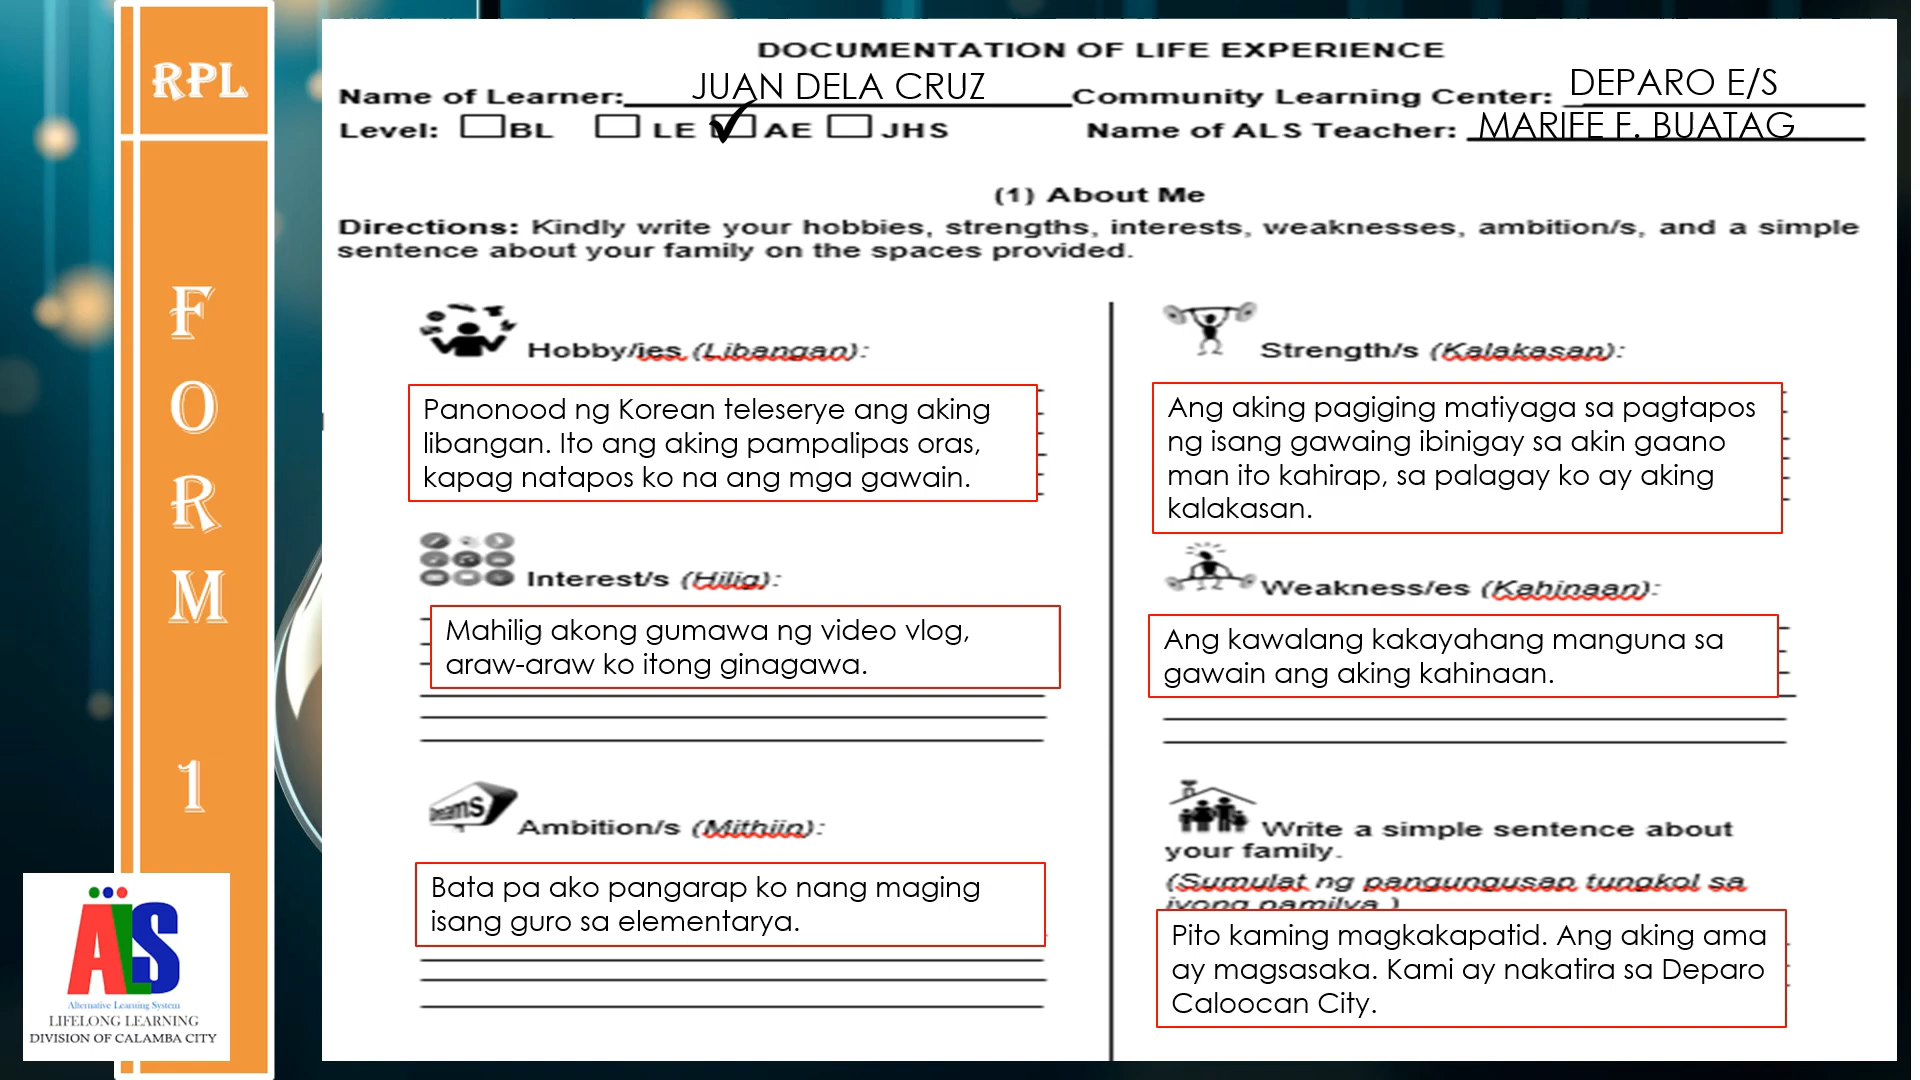 RPL
FORM 1
DOCUMENTATION OF LIFE EXPERIENCE
Name of Learner: JUAN DELA CRUZ Community Learning Center: DEPARO E/S
Level: BL LE AE JHS Name of ALS Teacher: MARIFE F. BUATAG
(1) About Me
Directions: Kindly write your hobbies, strengths, interests, weaknesses, ambition/s, and a simple
sentence about your family on the spaces provided.
Hobby/ies (Libangan):
Panonood ng Korean teleserye ang aking
libangan. Ito ang aking pampalipas oras,
kapag natapos ko na ang mga gawain.
Interest/s (Hilig):
Mahilig akong gumawa ng video vlog,
araw-araw ko itong ginagawa.
DreamS
Ambition/s (Mithiin):
Bata pa ako pangarap ko nang maging
isang guro sa elementarya.
Strength/s (Kalakasan):
Ang aking pagiging matiyaga sa pagtapos
ng isang gawaing ibinigay sa akin gaano
man ito kahirap, sa palagay ko ay aking
kalakasan.
Weakness/es (Kahinaan):
Ang kawalang kakayahang manguna sa
gawain ang aking kahinaan.
Write a simple sentence about
your family.
(Sumulat ng pangungusap tungkol sa
iyong pamilya.)
Pito kaming magkakapatid. Ang aking ama
ay magsasaka. Kami ay nakatira sa Deparo
Caloocan City.
ALS
Alternative Learning System
LIFELONG LEARNING
DIVISION OF CALAMBA CITY